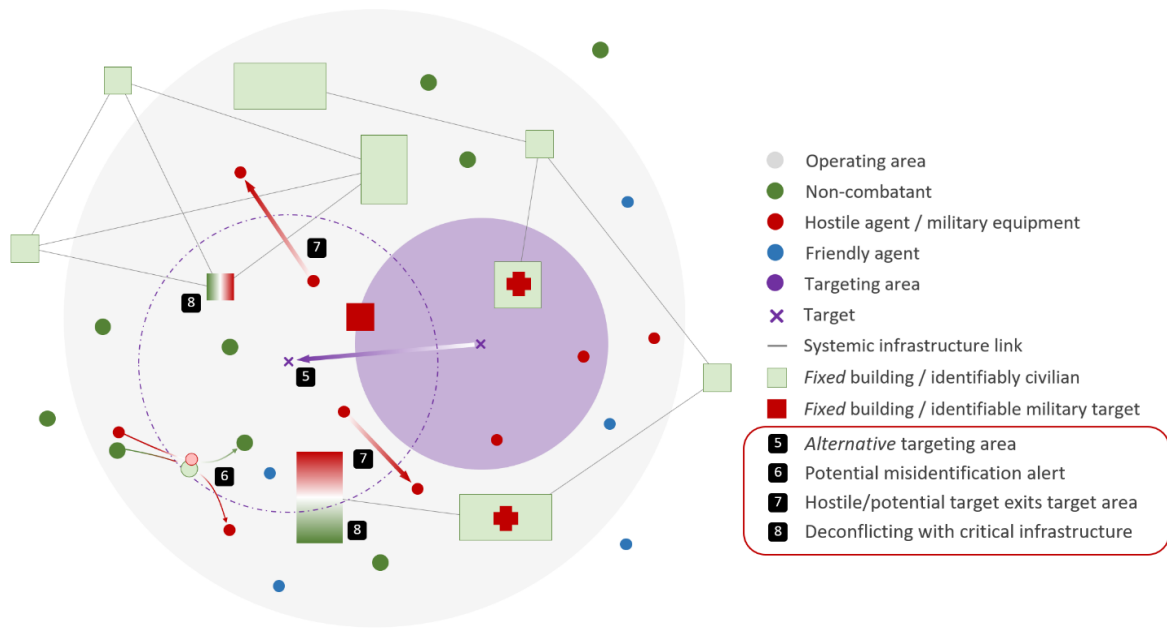 7
8
5
7
6
8
Operating area
Non-combatant
Hostile agent / military equipment
Friendly agent
Targeting area
Target
Systemic infrastructure link
Fixed building / identifiably civilian
Fixed building / identifiable military target
5 Alternative targeting area
6 Potential misidentification alert
7 Hostile/potential target exits target area
8 Deconflicting with critical infrastructure